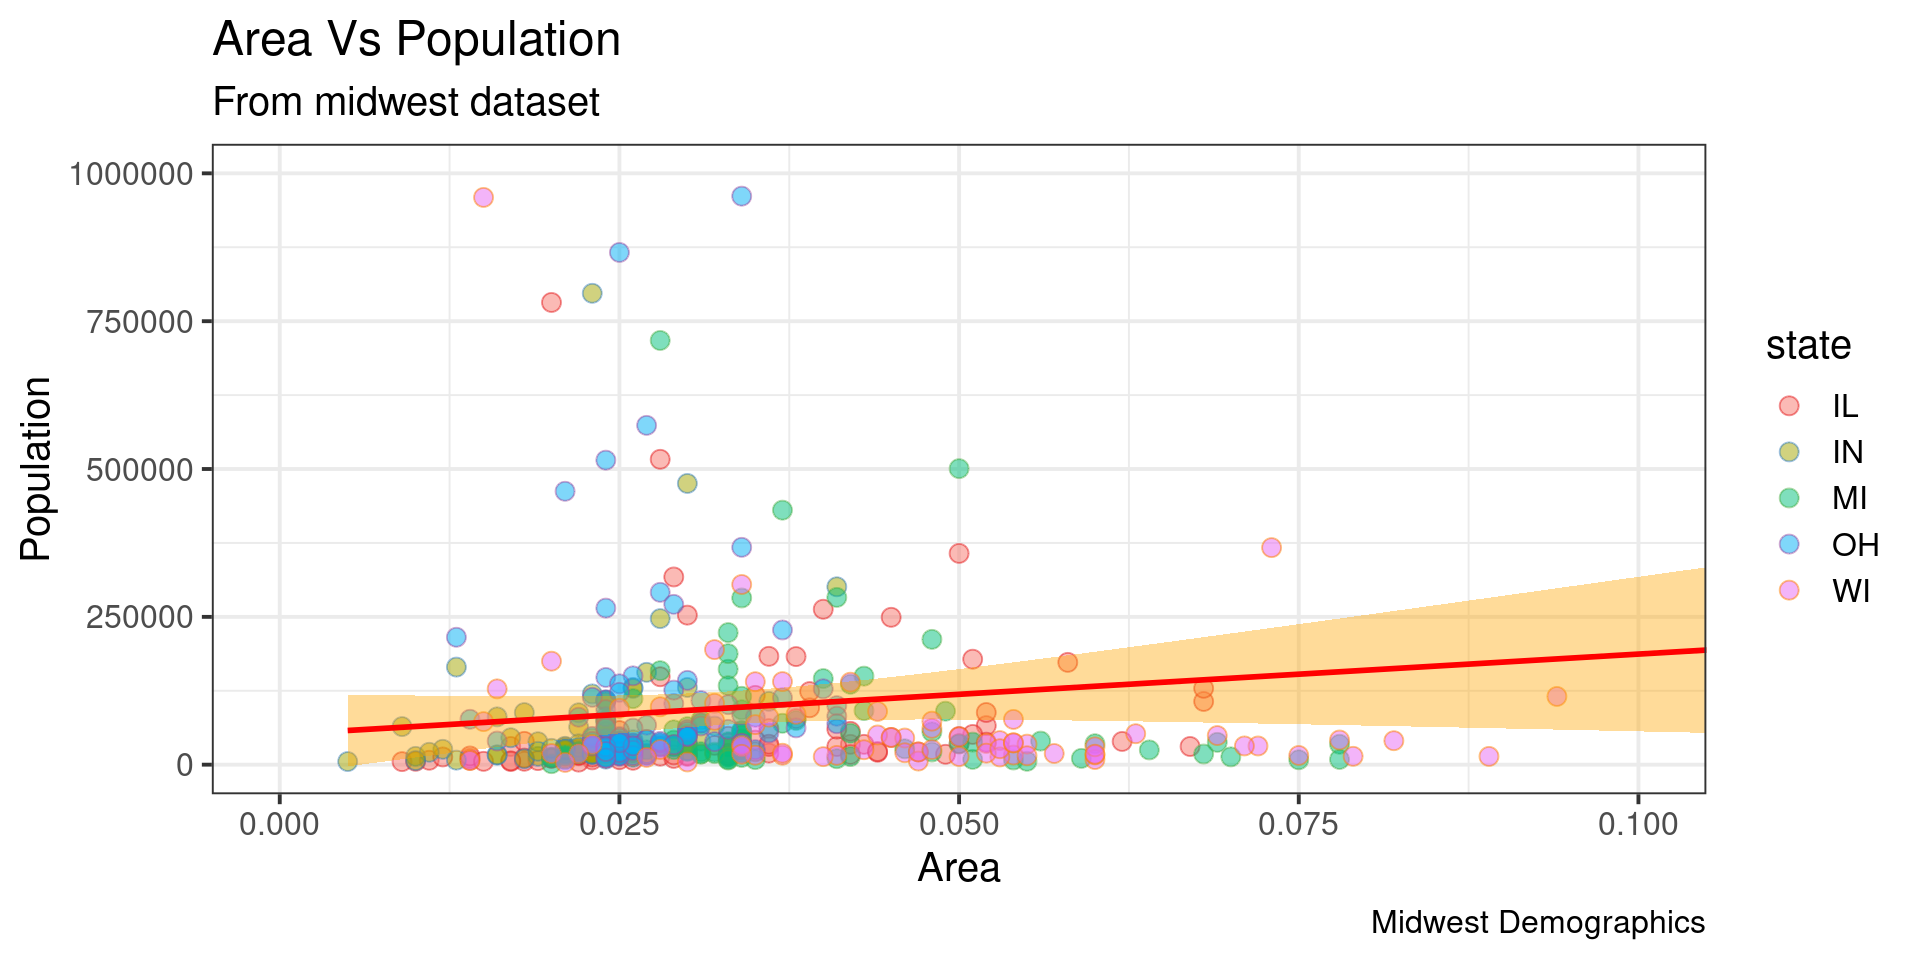 Area Vs Population
From midwest dataset
1000000
750000
500000
250000
0
Population
0.000
0.025
0.050
0.075
0.100
Area
state
IL
IN
MI
OH
WI
Midwest Demographics